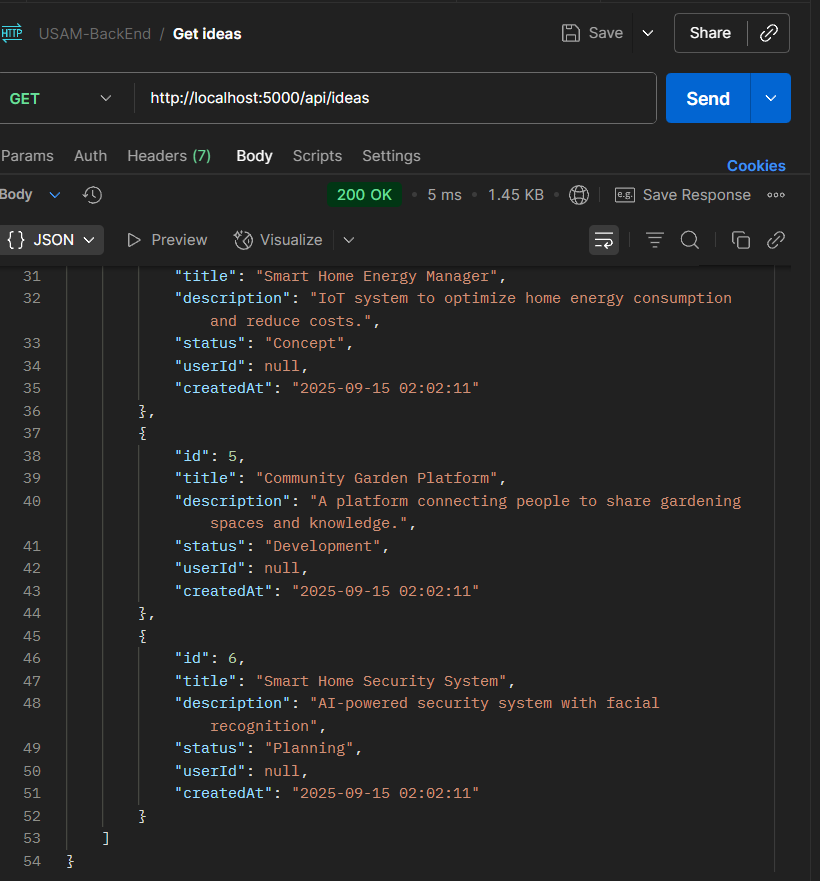 HTTP USAM-BackEnd / Get ideas Save Share
GET http://localhost:5000/api/ideas Send
Params Auth Headers (7) Body Scripts Settings Cookies
Body 200 OK • 5 ms • 1.45 KB • e.g. Save Response
{} JSON Preview Visualize
31 "title": "Smart Home Energy Manager",
32 "description": "IoT system to optimize home energy consumption
and reduce costs.",
33 "status": "Concept",
34 "userId": null,
35 "createdAt": "2025-09-15 02:02:11"
36 },
37 {
38 "id": 5,
39 "title": "Community Garden Platform",
40 "description": "A platform connecting people to share gardening
spaces and knowledge.",
41 "status": "Development",
42 "userId": null,
43 "createdAt": "2025-09-15 02:02:11"
44 },
45 {
46 "id": 6,
47 "title": "Smart Home Security System",
48 "description": "AI-powered security system with facial
recognition",
49 "status": "Planning",
50 "userId": null,
51 "createdAt": "2025-09-15 02:02:11"
52 }
53 ]
54 }